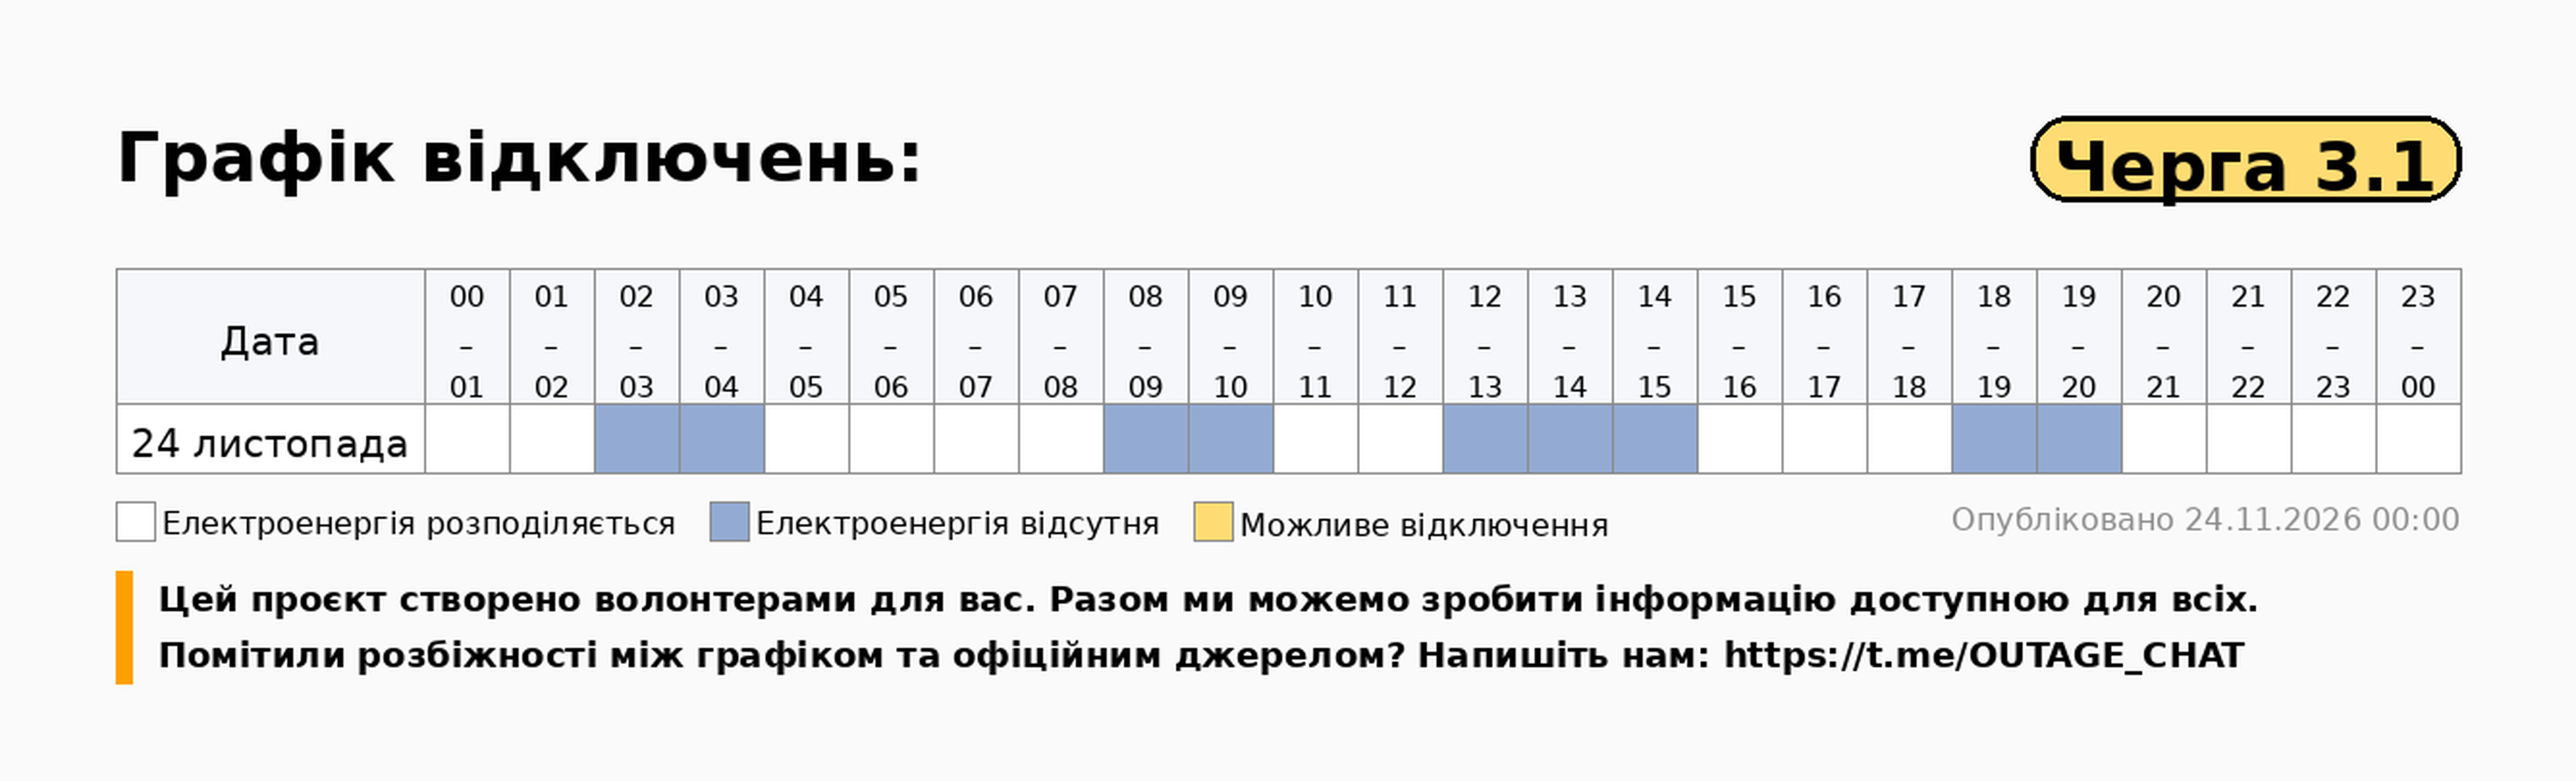 Графік відключень:
Черга 3.1
Дата
00 – 01
01 – 02
02 – 03
03 – 04
04 – 05
05 – 06
06 – 07
07 – 08
08 – 09
09 – 10
10 – 11
11 – 12
12 – 13
13 – 14
14 – 15
15 – 16
16 – 17
17 – 18
18 – 19
19 – 20
20 – 21
21 – 22
22 – 23
23 – 00
24 листопада
Електроенергія розподіляється
Електроенергія відсутня
Можливе відключення
Опубліковано 24.11.2026 00:00
Цей проєкт створено волонтерами для вас. Разом ми можемо зробити інформацію доступною для всіх.
Помітили розбіжності між графіком та офіційним джерелом? Напишіть нам: https://t.me/OUTAGE_CHAT